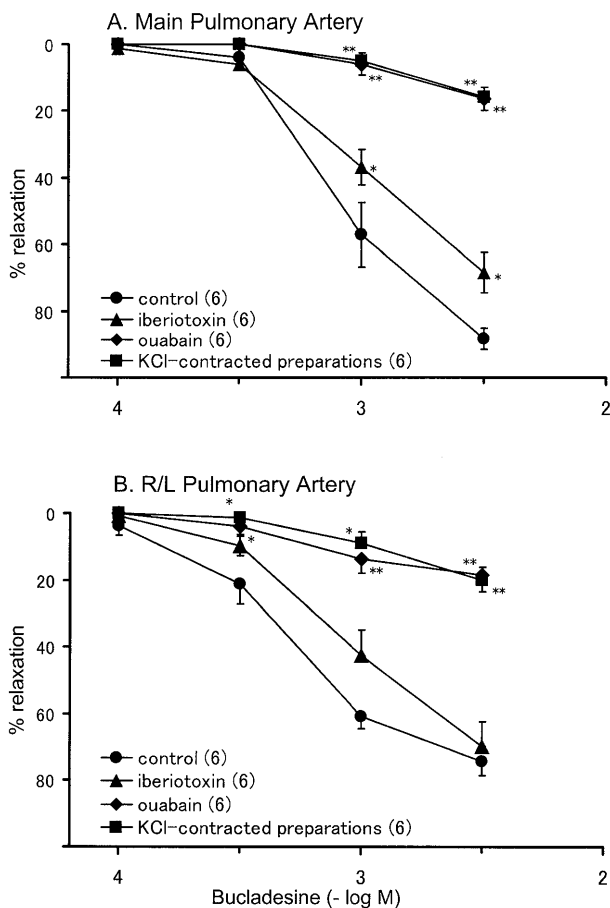 A. Main Pulmonary Artery
0
20
40
60
80
% relaxation
** **
** **
*
*
control (6)
iberiotoxin (6)
ouabain (6)
KCl-contracted preparations (6)
4 3 2
B. R/L Pulmonary Artery
0
20
40
60
80
% relaxation
* *
* **
** **
control (6)
iberiotoxin (6)
ouabain (6)
KCl-contracted preparations (6)
4 3 2
Bucladesine (- log M)